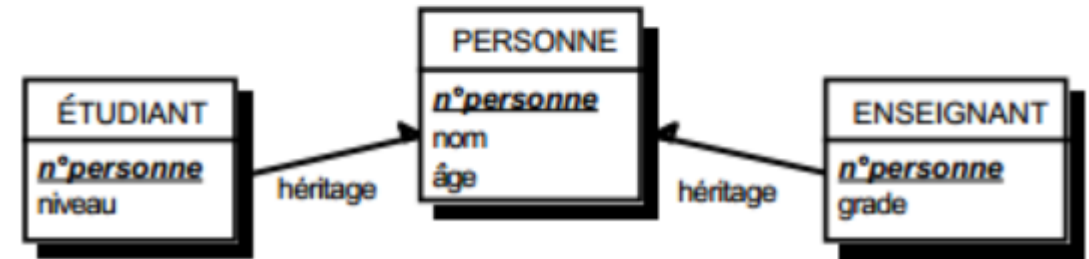 ÉTUDIANT
n°personne
niveau
héritage
PERSONNE
n°personne
nom
âge
héritage
ENSEIGNANT
n°personne
grade